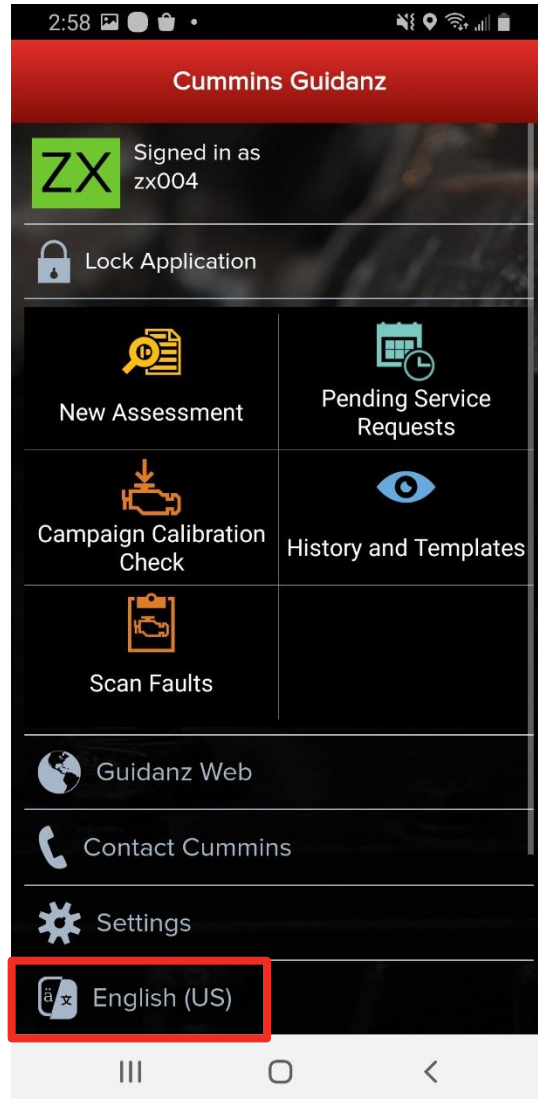 2:58
Cummins Guidanz
ZX
Signed in as
zx004
Lock Application
New Assessment
Pending Service
Requests
Campaign Calibration
Check
History and Templates
Scan Faults
Guidanz Web
Contact Cummins
Settings
ä 文 English (US)